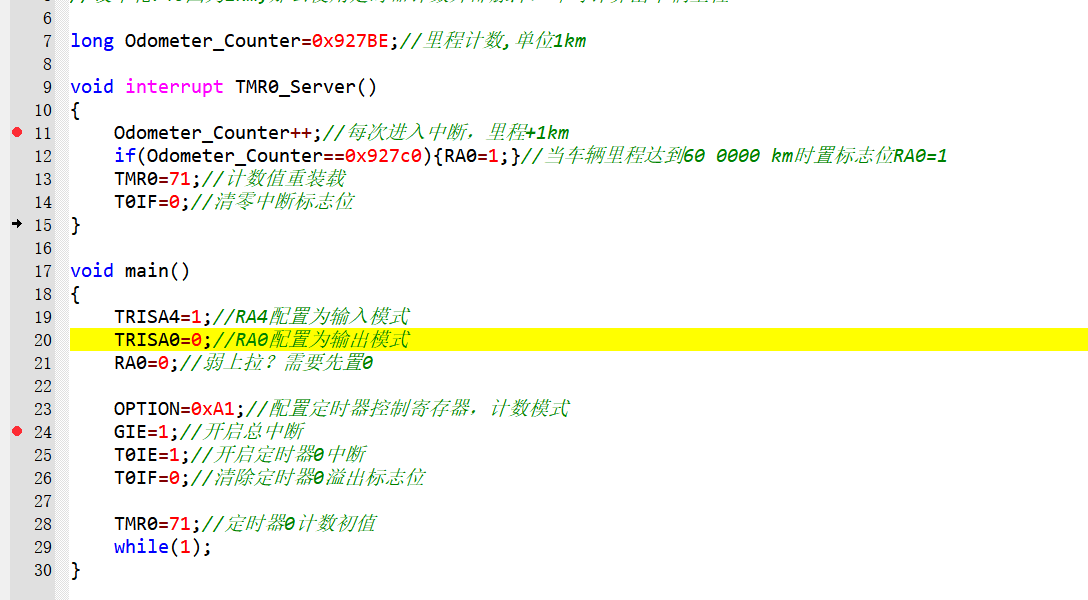 6
7 long Odometer_Counter=0x927BE;//里程计数,单位1km
8
9 void interrupt TMR0_Server()
10 {
11 Odometer_Counter++;//每次进入中断，里程+1km
12 if(Odometer_Counter==0x927c0){RA0=1;}//当车辆里程达到60 0000 km时置标志位RA0=1
13 TMR0=71;//计数值重装载
14 T0IF=0;//清零中断标志位
15 }
16
17 void main()
18 {
19 TRISA4=1;//RA4配置为输入模式
20 TRISA0=0;//RA0配置为输出模式
21 RA0=0;//弱上拉？需要先置0
22
23 OPTION=0xA1;//配置定时器控制寄存器，计数模式
24 GIE=1;//开启总中断
25 T0IE=1;//开启定时器0中断
26 T0IF=0;//清除定时器0溢出标志位
27
28 TMR0=71;//定时器0计数初值
29 while(1);
30 }